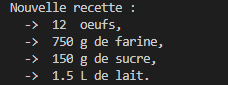 Nouvelle recette :
  ->  12  oeufs,
  ->  750 g de farine,
  ->  150 g de sucre,
  ->  1.5 L de lait.